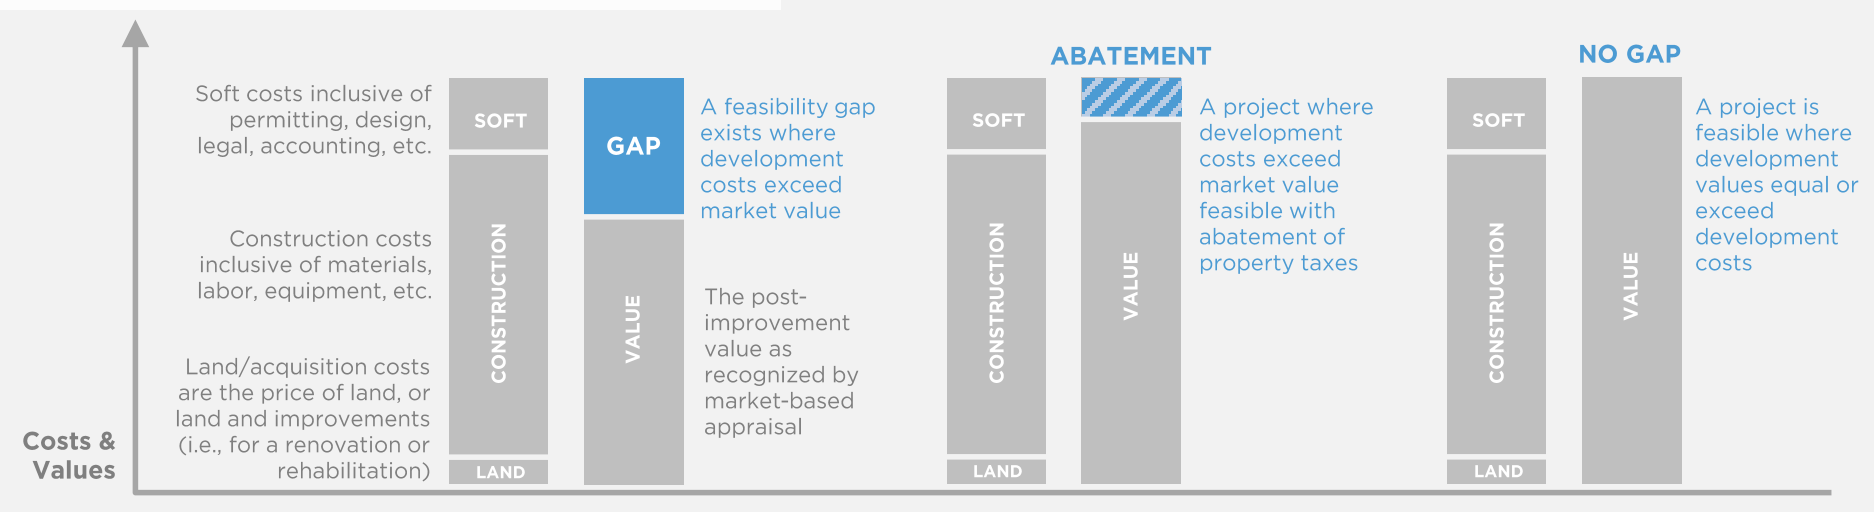 Costs &
Values
Soft costs inclusive of
permitting, design,
legal, accounting, etc.
Construction costs
inclusive of materials,
labor, equipment, etc.
Land/acquisition costs
are the price of land, or
land and improvements
(i.e., for a renovation or
rehabilitation)
SOFT
CONSTRUCTION
LAND
GAP
VALUE
A feasibility gap
exists where
development
costs exceed
market value
The post-
improvement
value as
recognized by
market-based
appraisal
SOFT
CONSTRUCTION
LAND
ABATEMENT
VALUE
A project where
development
costs exceed
market value
feasible with
abatement of
property taxes
SOFT
CONSTRUCTION
LAND
NO GAP
VALUE
A project is
feasible where
development
values equal or
exceed
development
costs